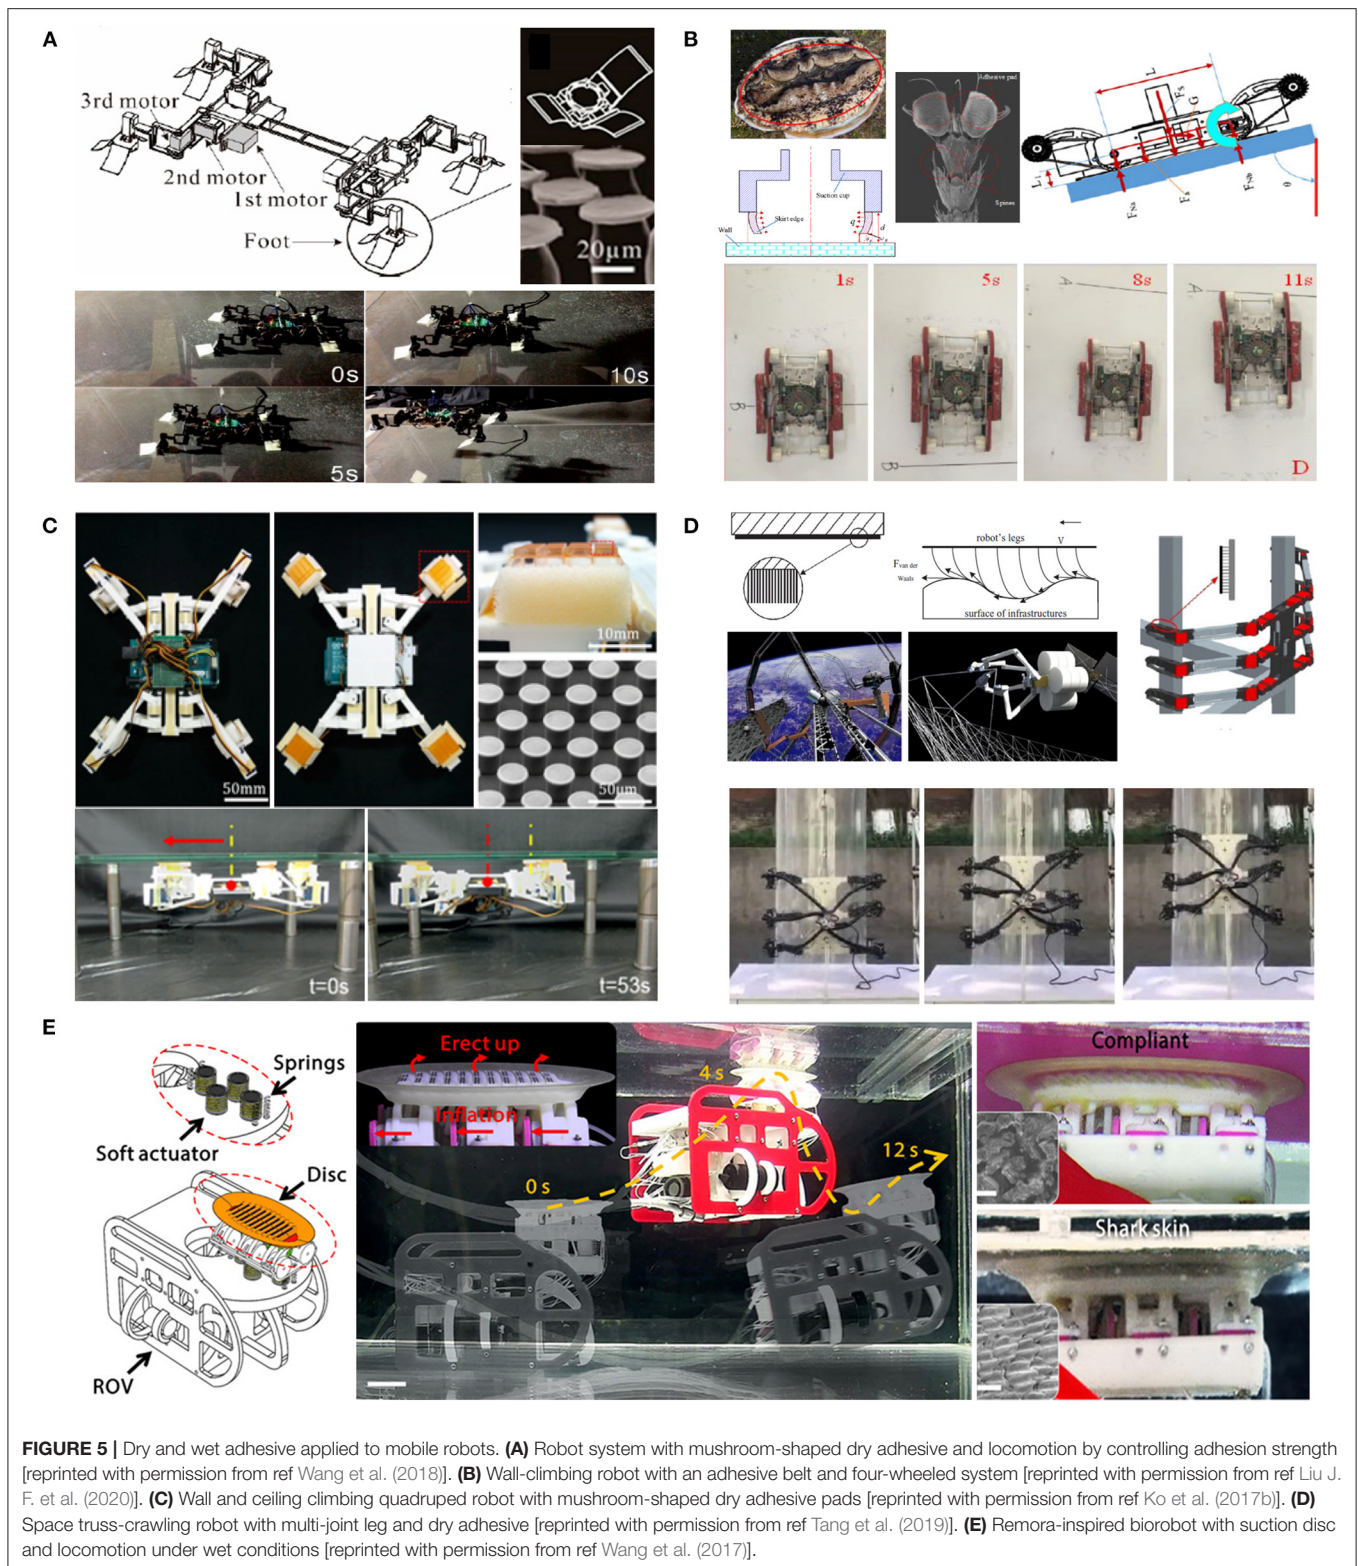 A
3rd motor
2nd motor
1st motor
Foot
20μm
0s
10s
5s
B
Adhesive pad
Spines
Suction cup
Skirt edge
Wall
q
d
L
Fs
G
θ
1s
5s
8s
11s
A
A
B
B
D
C
50mm
10mm
50μm
t=0s
t=53s
D
robot's legs
V
Fvan der
Waals
surface of infrastructures
E
Springs
Soft actuator
Disc
ROV
Erect up
Inflation
0 s
4s
12 s
Compliant
Shark skin
FIGURE 5 | Dry and wet adhesive applied to mobile robots. (A) Robot system with mushroom-shaped dry adhesive and locomotion by controlling adhesion strength
[reprinted with permission from ref Wang et al. (2018)]. (B) Wall-climbing robot with an adhesive belt and four-wheeled system [reprinted with permission from ref Liu J.
F. et al. (2020)]. (C) Wall and ceiling climbing quadruped robot with mushroom-shaped dry adhesive pads [reprinted with permission from ref Ko et al. (2017b)]. (D)
Space truss-crawling robot with multi-joint leg and dry adhesive [reprinted with permission from ref Tang et al. (2019)]. (E) Remora-inspired biorobot with suction disc
and locomotion under wet conditions [reprinted with permission from ref Wang et al. (2017)].